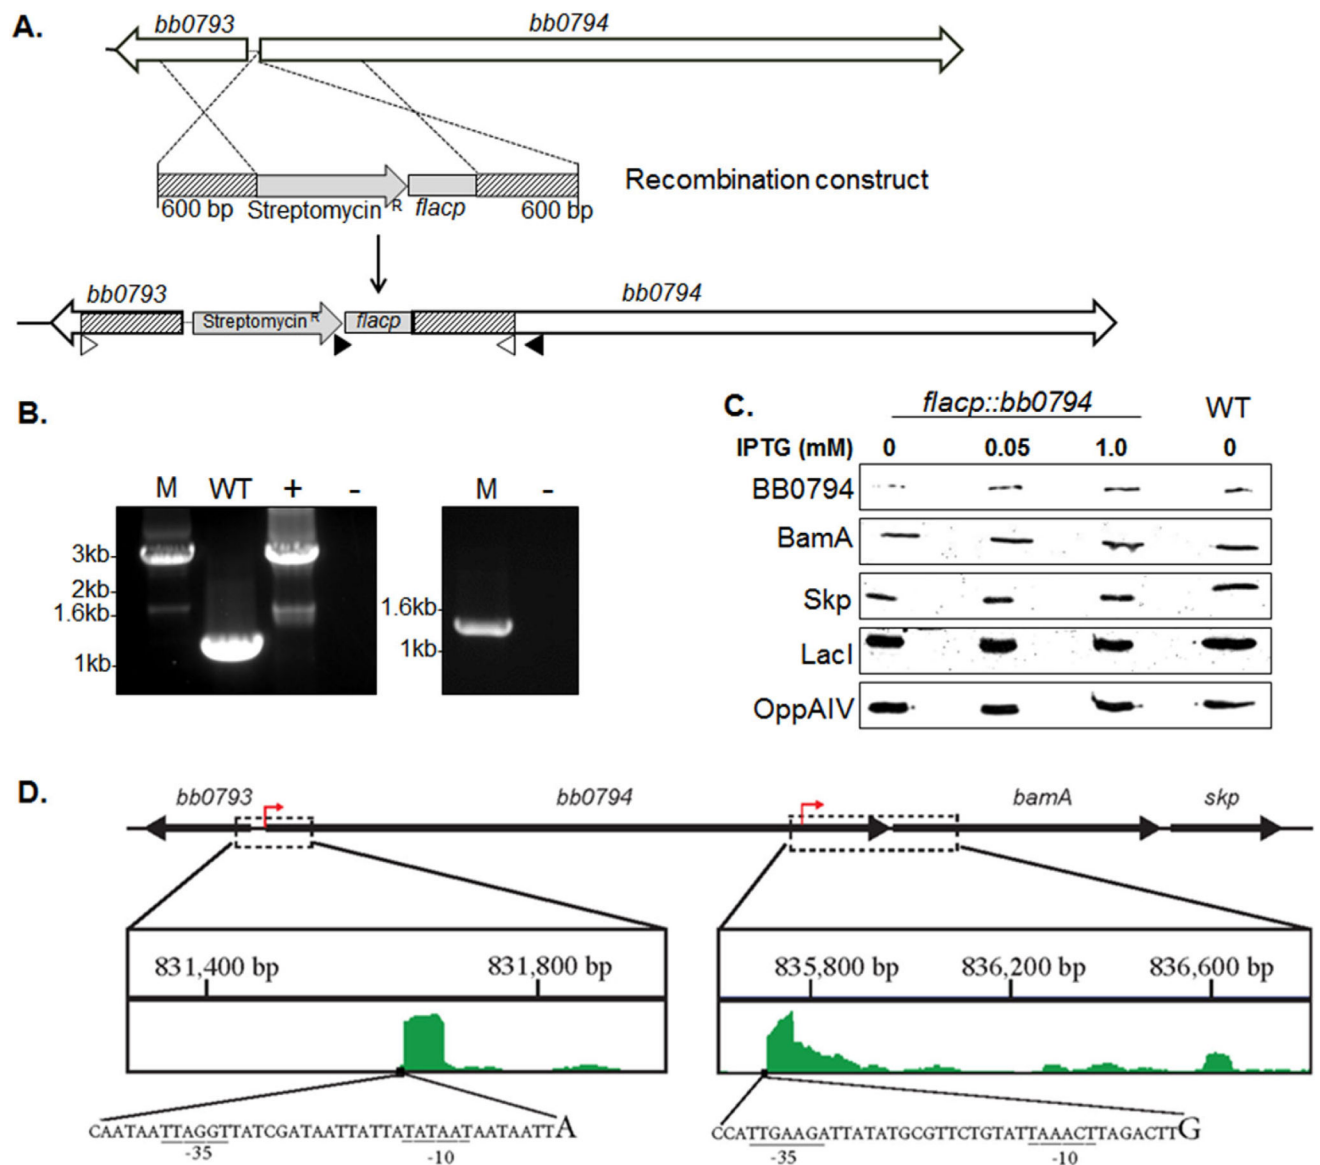 A.
bb0793 bb0794
600 bp Streptomycin R flacp 600 bp
Recombination construct
bb0793 bb0794
Streptomycin R flacp
B.
M WT + -
3kb
2kb
1.6kb
1kb
M -
1.6kb
1kb
C.
flacp::bb0794 WT
IPTG (mM) 0 0.05 1.0 0
BB0794
BamA
Skp
LacI
OppAIV
D.
bb0793 bb0794 bamA skp
831,400 bp 831,800 bp
835,800 bp 836,200 bp 836,600 bp
CAATAATTAGGTTATCGATAATTATTATATAATAATAATTA
-35 -10
CCATTGAAGATTATATGCGTTCTGTATTAAACTTAGACTTG
-35 -10